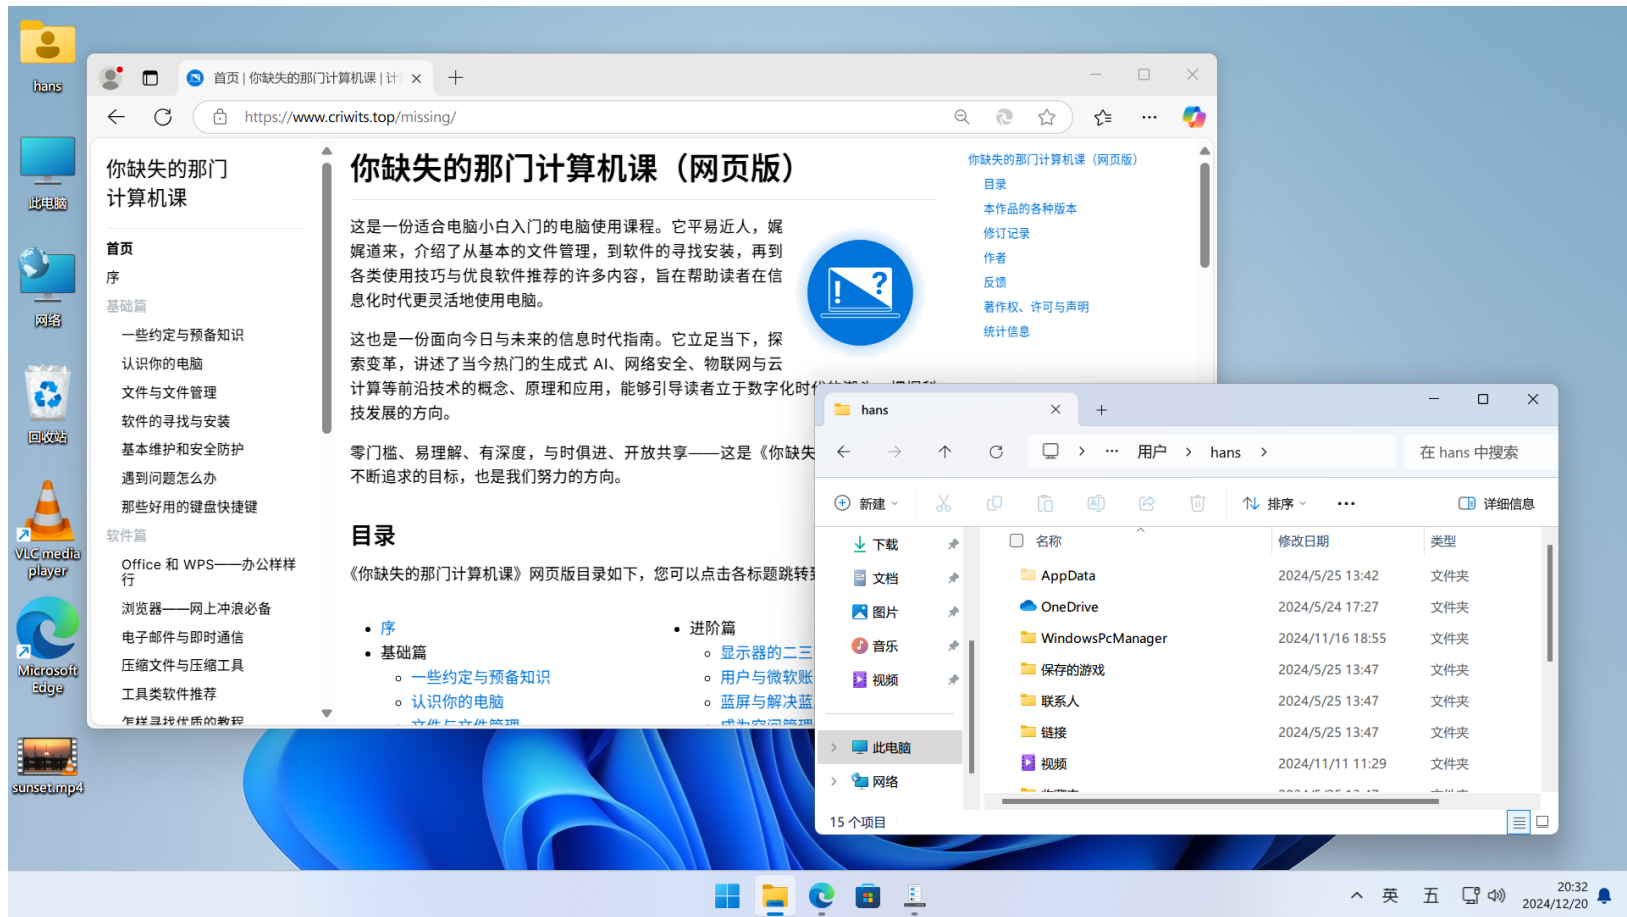 hans
此电脑
网络
回收站
VLC media
player
Microsoft
Edge
sunset.mp4
首页 | 你缺失的那门计算机课 | 计
https://www.criwits.top/missing/
你缺失的那门
计算机课
首页
序
基础篇
一些约定与预备知识
认识你的电脑
文件与文件管理
软件的寻找与安装
基本维护和安全防护
遇到问题怎么办
那些好用的键盘快捷键
软件篇
Office 和 WPS——办公样样
行
浏览器——网上冲浪必备
电子邮件与即时通信
压缩文件与压缩工具
工具类软件推荐
怎样寻找优质的教程
你缺失的那门计算机课（网页版）
这是一份适合电脑小白入门的电脑使用课程。它平易近人，娓
娓道来，介绍了从基本的文件管理，到软件的寻找安装，再到
各类使用技巧与优良软件推荐的许多内容，旨在帮助读者在信
息化时代更灵活地使用电脑。
这也是一份面向今日与未来的信息时代指南。它立足当下，探
索变革，讲述了当今热门的生成式 AI、网络安全、物联网与云
计算等前沿技术的概念、原理和应用，能够引导读者立于数字化时
技发展的方向。
零门槛、易理解、有深度，与时俱进、开放共享——这是《你缺失
不断追求的目标，也是我们努力的方向。
目录
《你缺失的那门计算机课》网页版目录如下，您可以点击各标题跳转
序
基础篇
一些约定与预备知识
认识你的电脑
文件与文件管理
进阶篇
显示器的二三
用户与微软账
蓝屏与解决蓝
成为空间管理
!
?
你缺失的那门计算机课（网页版）
目录
本作品的各种版本
修订记录
作者
反馈
著作权、许可与声明
统计信息
hans
用户
hans
在 hans 中搜索
新建
排序
详细信息
下载
文档
图片
音乐
视频
此电脑
网络
名称 修改日期 类型
AppData 2024/5/25 13:42 文件夹
OneDrive 2024/5/24 17:27 文件夹
WindowsPcManager 2024/11/16 18:55 文件夹
保存的游戏 2024/5/25 13:47 文件夹
联系人 2024/5/25 13:47 文件夹
链接 2024/5/25 13:47 文件夹
视频 2024/11/11 11:29 文件夹
15 个项目
英
五
20:32
2024/12/20